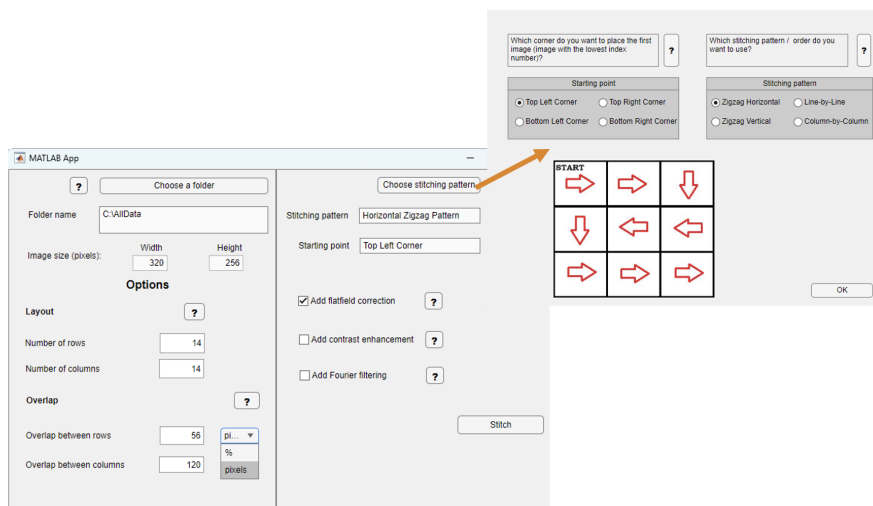 Which corner do you want to place the first
image (image with the lowest index
number)?
?
Which stitching pattern / order do you
want to use?
?
Starting point
Top Left Corner
Top Right Corner
Bottom Left Corner
Bottom Right Corner
Stitching pattern
Zigzag Horizontal
Line-by-Line
Zigzag Vertical
Column-by-Column
START
OK
MATLAB App
?
Choose a folder
Folder name
C:\AllData
Width
Height
Image size (pixels):
320
256
Options
Layout
?
Number of rows
14
Number of columns
14
Overlap
?
Overlap between rows
56
pi...
%
pixels
Overlap between columns
120
Choose stitching pattern
Stitching pattern
Horizontal Zigzag Pattern
Starting point
Top Left Corner
Add flatfield correction
?
Add contrast enhancement
?
Add Fourier filtering
?
Stitch